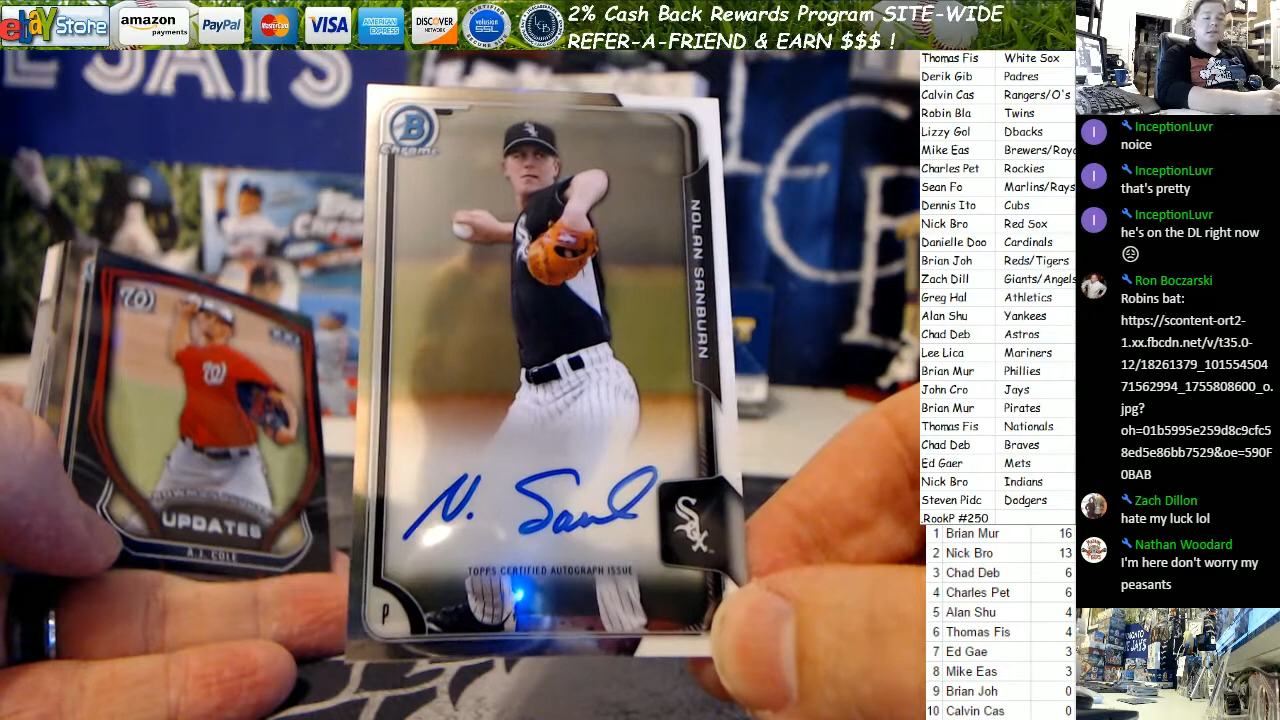 ebay Store
amazon payments
PayPal
MasterCard
VISA
AMERICAN EXPRESS
DISCOVER NETWORK
volusion SSL
2% Cash Back Rewards Program SITE-WIDE
REFER-A-FRIEND & EARN $$$ !
Thomas Fis White Sox
Derik Gib Padres
Calvin Cas Rangers/O's
Robin Bla Twins
Lizzy Gol Dbacks
Mike Eas Brewers/Roy
Charles Pet Rockies
Sean Fo Marlins/Rays
Dennis Ito Cubs
Nick Bro Red Sox
Danielle Doo Cardinals
Brian Joh Reds/Tigers
Zach Dill Giants/Angels
Greg Hal Athletics
Alan Shu Yankees
Chad Deb Astros
Lee Lica Mariners
Brian Mur Phillies
John Cro Jays
Brian Mur Pirates
Thomas Fis Nationals
Chad Deb Braves
Ed Gaer Mets
Nick Bro Indians
Steven Pidc Dodgers
RookP #250
1 Brian Mur 16
2 Nick Bro 13
3 Chad Deb 6
4 Charles Pet 6
5 Alan Shu 4
6 Thomas Fis 4
7 Ed Gae 3
8 Mike Eas 3
9 Brian Joh 0
10 Calvin Cas 0
I InceptionLuvr
noice
I InceptionLuvr
that's pretty
I InceptionLuvr
he's on the DL right now
Ron Boczarski
Robins bat:
https://scontent-ort2-
1.xx.fbcdn.net/v/t35.0-
12/18261379_101554504
71562994_1755808600_o.
jpg?
oh=01b5995e259d8c9cfc5
8ed5e86bb7529&oe=590F
0BAB
Zach Dillon
hate my luck lol
Nathan Woodard
I'm here don't worry my
peasants
B
Chrome
NOLAN SANBURN
Sox
TOPPS CERTIFIED AUTOGRAPH ISSUE
P
W
UPDATES
A.J. COLE
JAYS